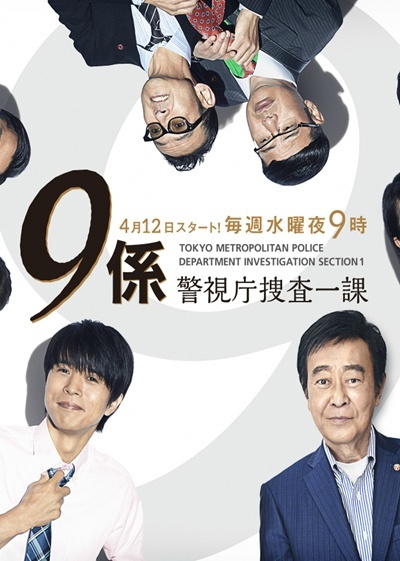 4月12日スタート!毎週水曜夜9時
9係
TOKYO METROPOLITAN POLICE
DEPARTMENT INVESTIGATION SECTION 1
警視庁捜査一課